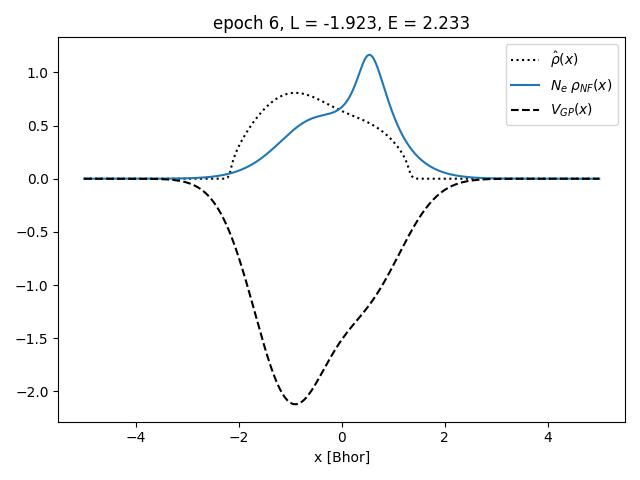 epoch 6, L = -1.923, E = 2.233
ρ̂(x)
N_e ρ_NF(x)
V_GP(x)
1.0
0.5
0.0
−0.5
−1.0
−1.5
−2.0
−4 −2 0 2 4
x [Bhor]